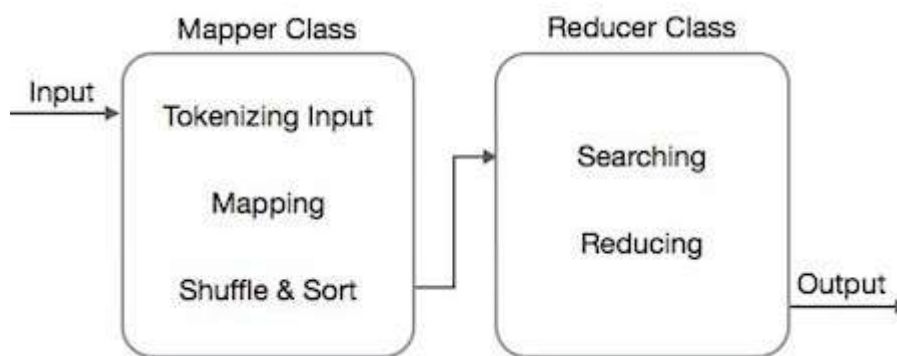 Mapper Class
Reducer Class
Input
Tokenizing Input
Mapping
Shuffle & Sort
Searching
Reducing
Output